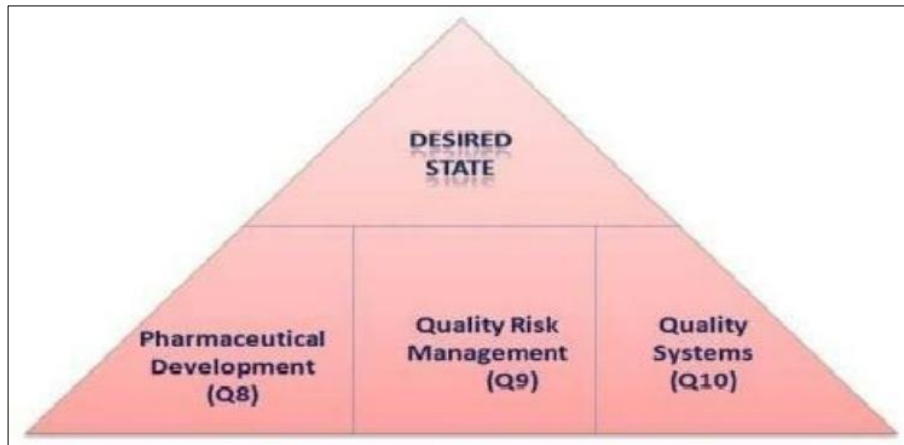 DESIRED
STATE
Pharmaceutical
Development
(Q8)
Quality Risk
Management
(Q9)
Quality
Systems
(Q10)